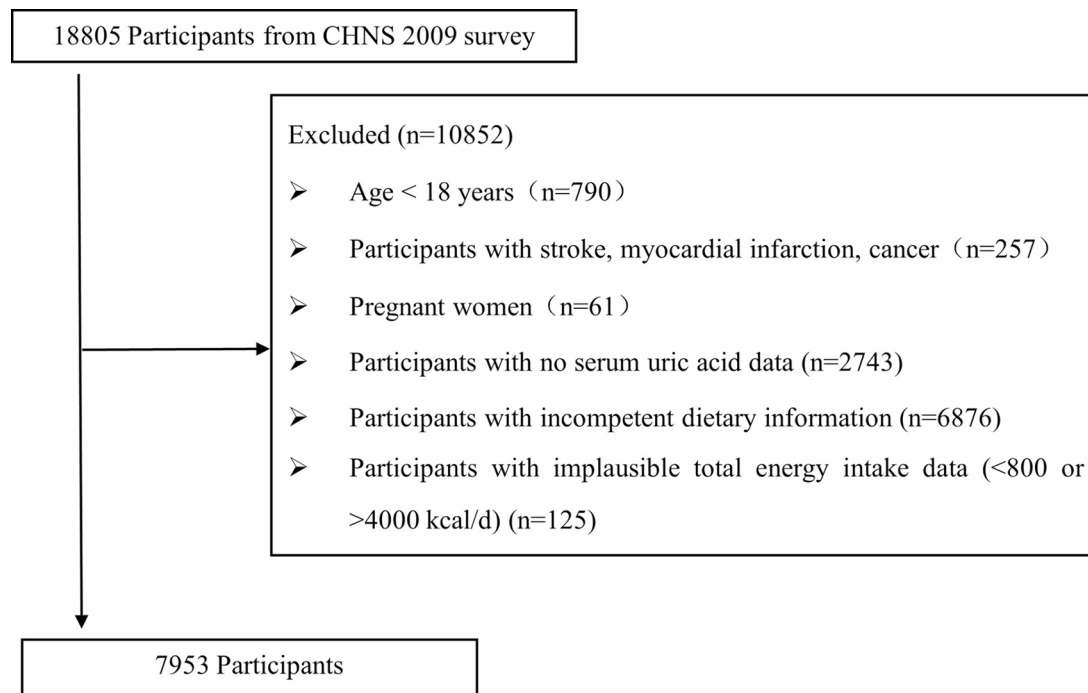 18805 Participants from CHNS 2009 survey
Excluded (n=10852)
➢ Age < 18 years（n=790）
➢ Participants with stroke, myocardial infarction, cancer（n=257）
➢ Pregnant women（n=61）
➢ Participants with no serum uric acid data (n=2743)
➢ Participants with incompetent dietary information (n=6876)
➢ Participants with implausible total energy intake data (<800 or
>4000 kcal/d) (n=125)
7953 Participants